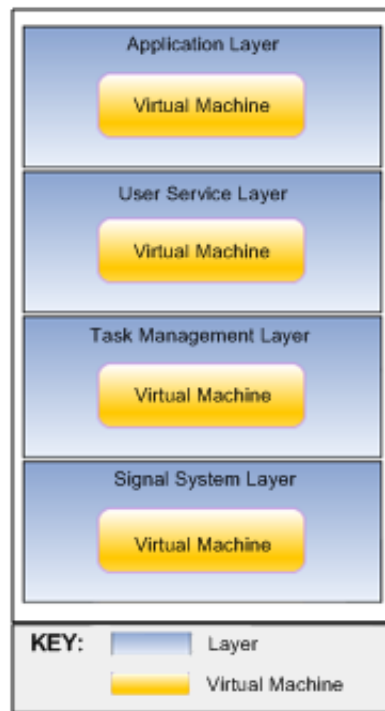 Application Layer
Virtual Machine
User Service Layer
Virtual Machine
Task Management Layer
Virtual Machine
Signal System Layer
Virtual Machine
KEY:
Layer
Virtual Machine